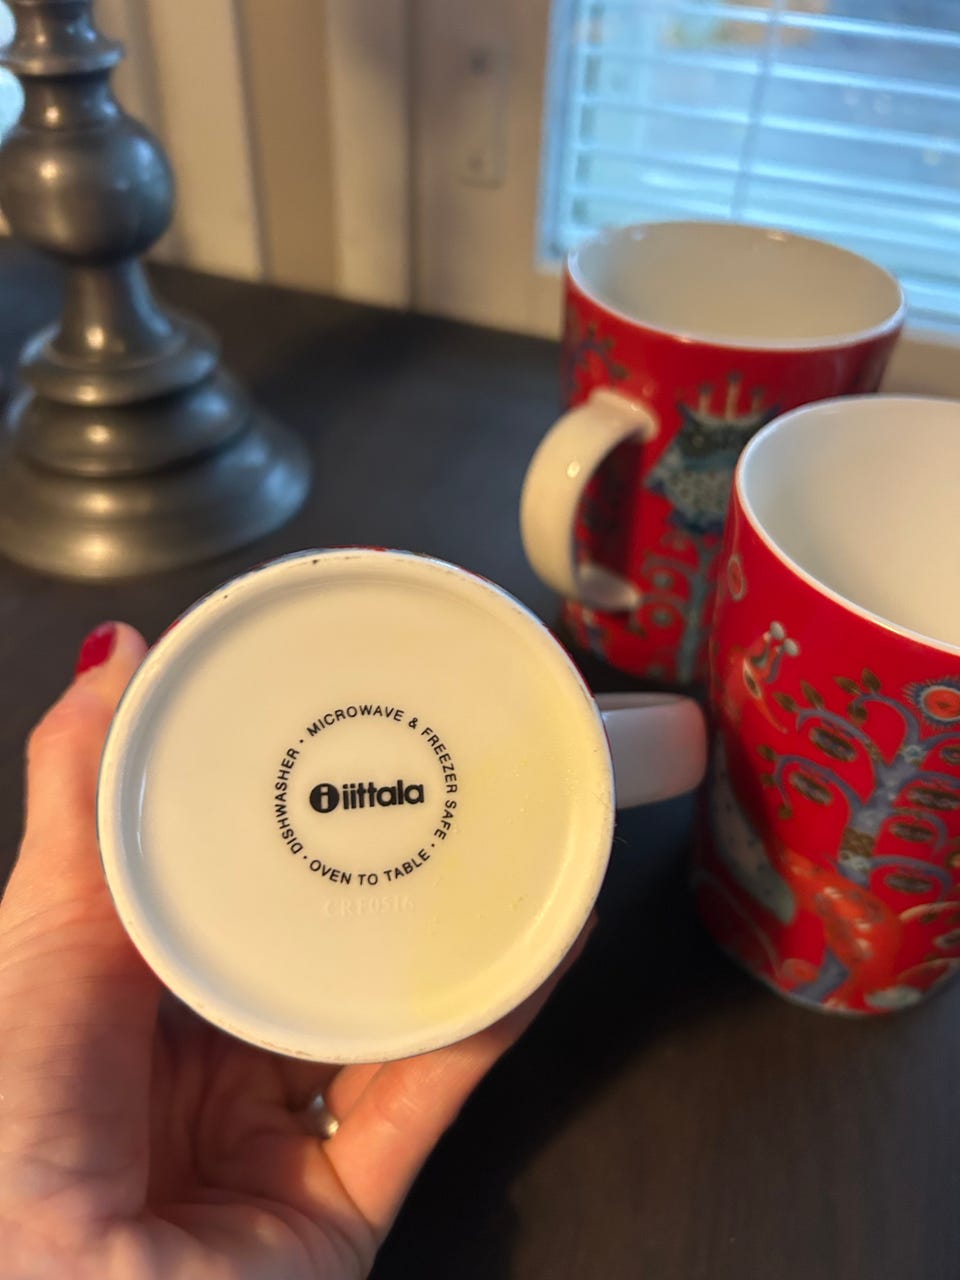 DISHWASHER · MICROWAVE & FREEZER SAFE · OVEN TO TABLE ·
iittala